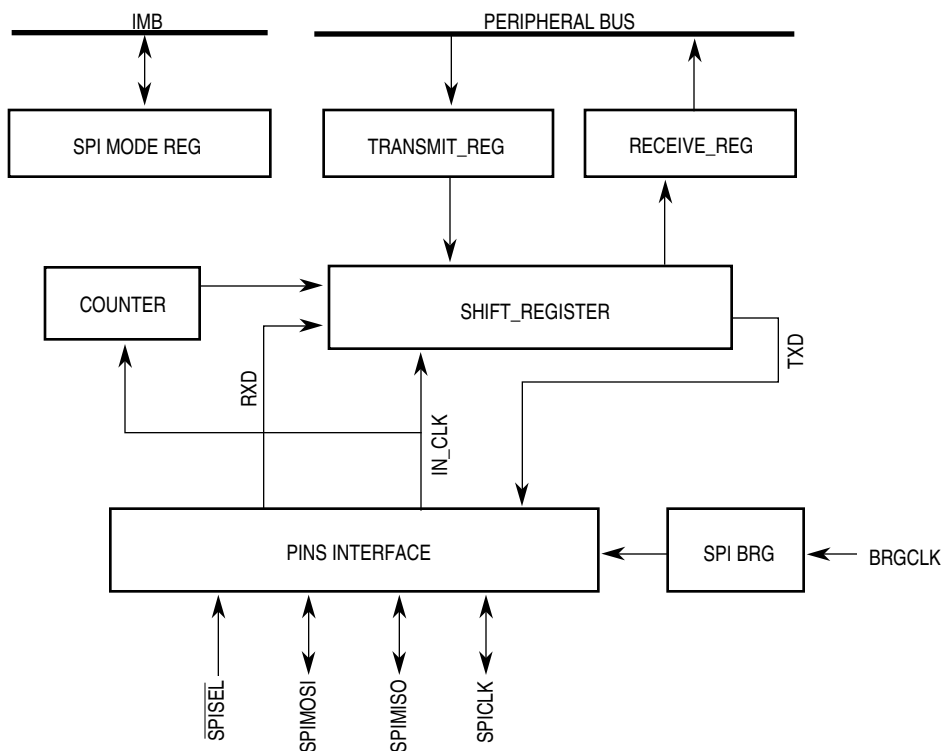 IMB
PERIPHERAL BUS
SPI MODE REG
TRANSMIT_REG
RECEIVE_REG
COUNTER
SHIFT_REGISTER
RXD
IN_CLK
TXD
PINS INTERFACE
SPI BRG
BRGCLK
SPISEL
SPIMOSI
SPIMISO
SPICLK